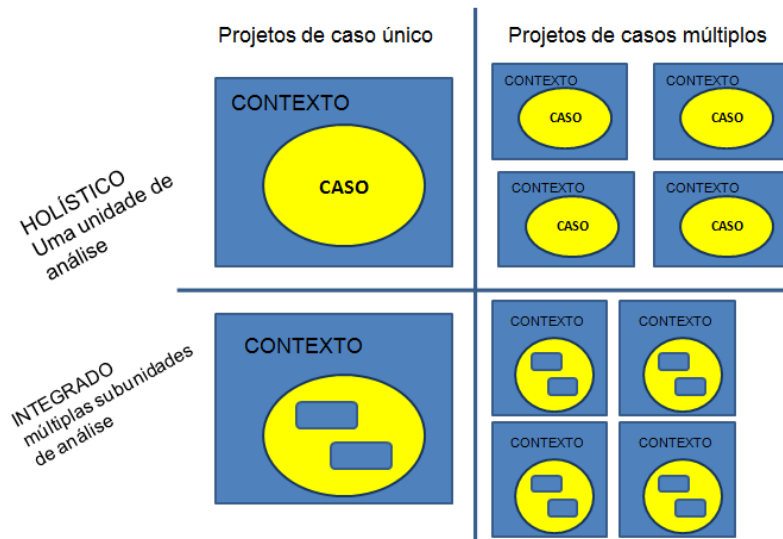 Projetos de caso único
Projetos de casos múltiplos
HOLÍSTICO
Uma unidade de
análise
CONTEXTO
CASO
CONTEXTO
CASO
CONTEXTO
CASO
CONTEXTO
CASO
CONTEXTO
CASO
INTEGRADO
múltiplas subunidades
de análise
CONTEXTO
CONTEXTO
CONTEXTO
CONTEXTO
CONTEXTO